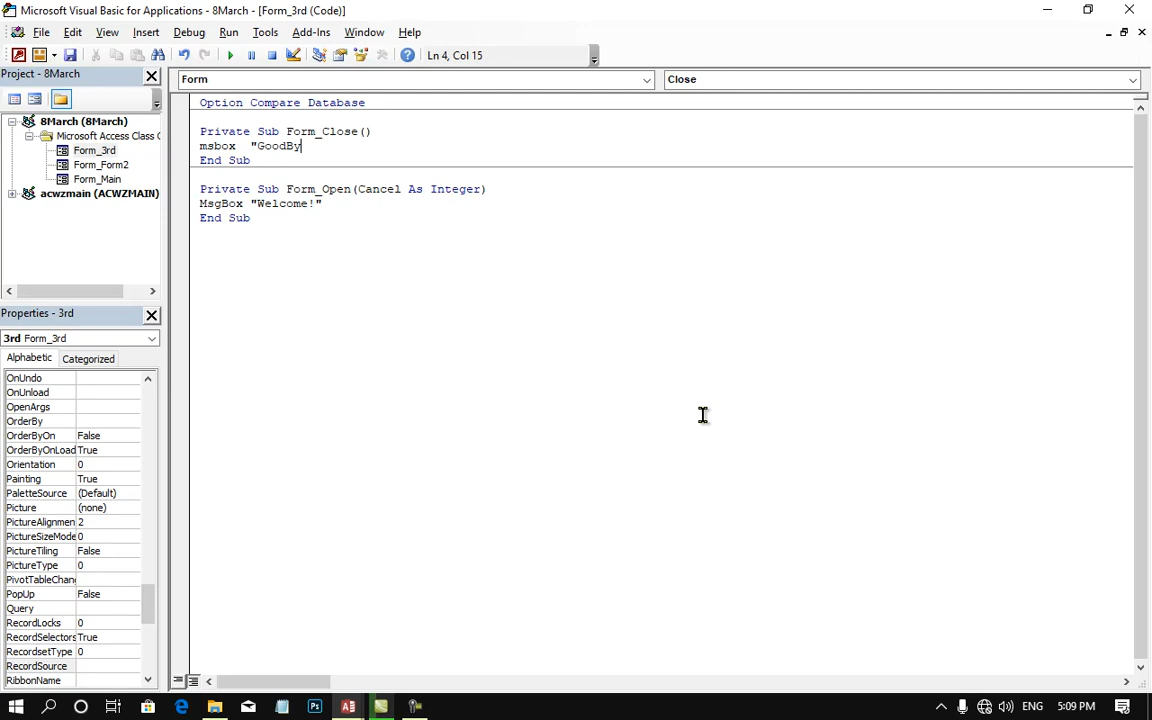 Microsoft Visual Basic for Applications - 8March - [Form_3rd (Code)]
File Edit View Insert Debug Run Tools Add-Ins Window Help
Ln 4, Col 15
Project - 8March
Form Close
8March (8March)
Microsoft Access Class O
Form_3rd
Form_Form2
Form_Main
acwzmain (ACWZMAIN)
Option Compare Database
Private Sub Form_Close()
msbox  "GoodBy
End Sub
Private Sub Form_Open(Cancel As Integer)
MsgBox "Welcome!"
End Sub
Properties - 3rd
3rd Form_3rd
Alphabetic Categorized
OnUndo
OnUnload
OpenArgs
OrderBy
OrderByOn False
OrderByOnLoad True
Orientation 0
Painting True
PaletteSource (Default)
Picture (none)
PictureAlignmen 2
PictureSizeMode 0
PictureTiling False
PictureType 0
PivotTableChang
PopUp False
Query
RecordLocks 0
RecordSelectors True
RecordsetType 0
RecordSource
RibbonName
ENG 5:09 PM